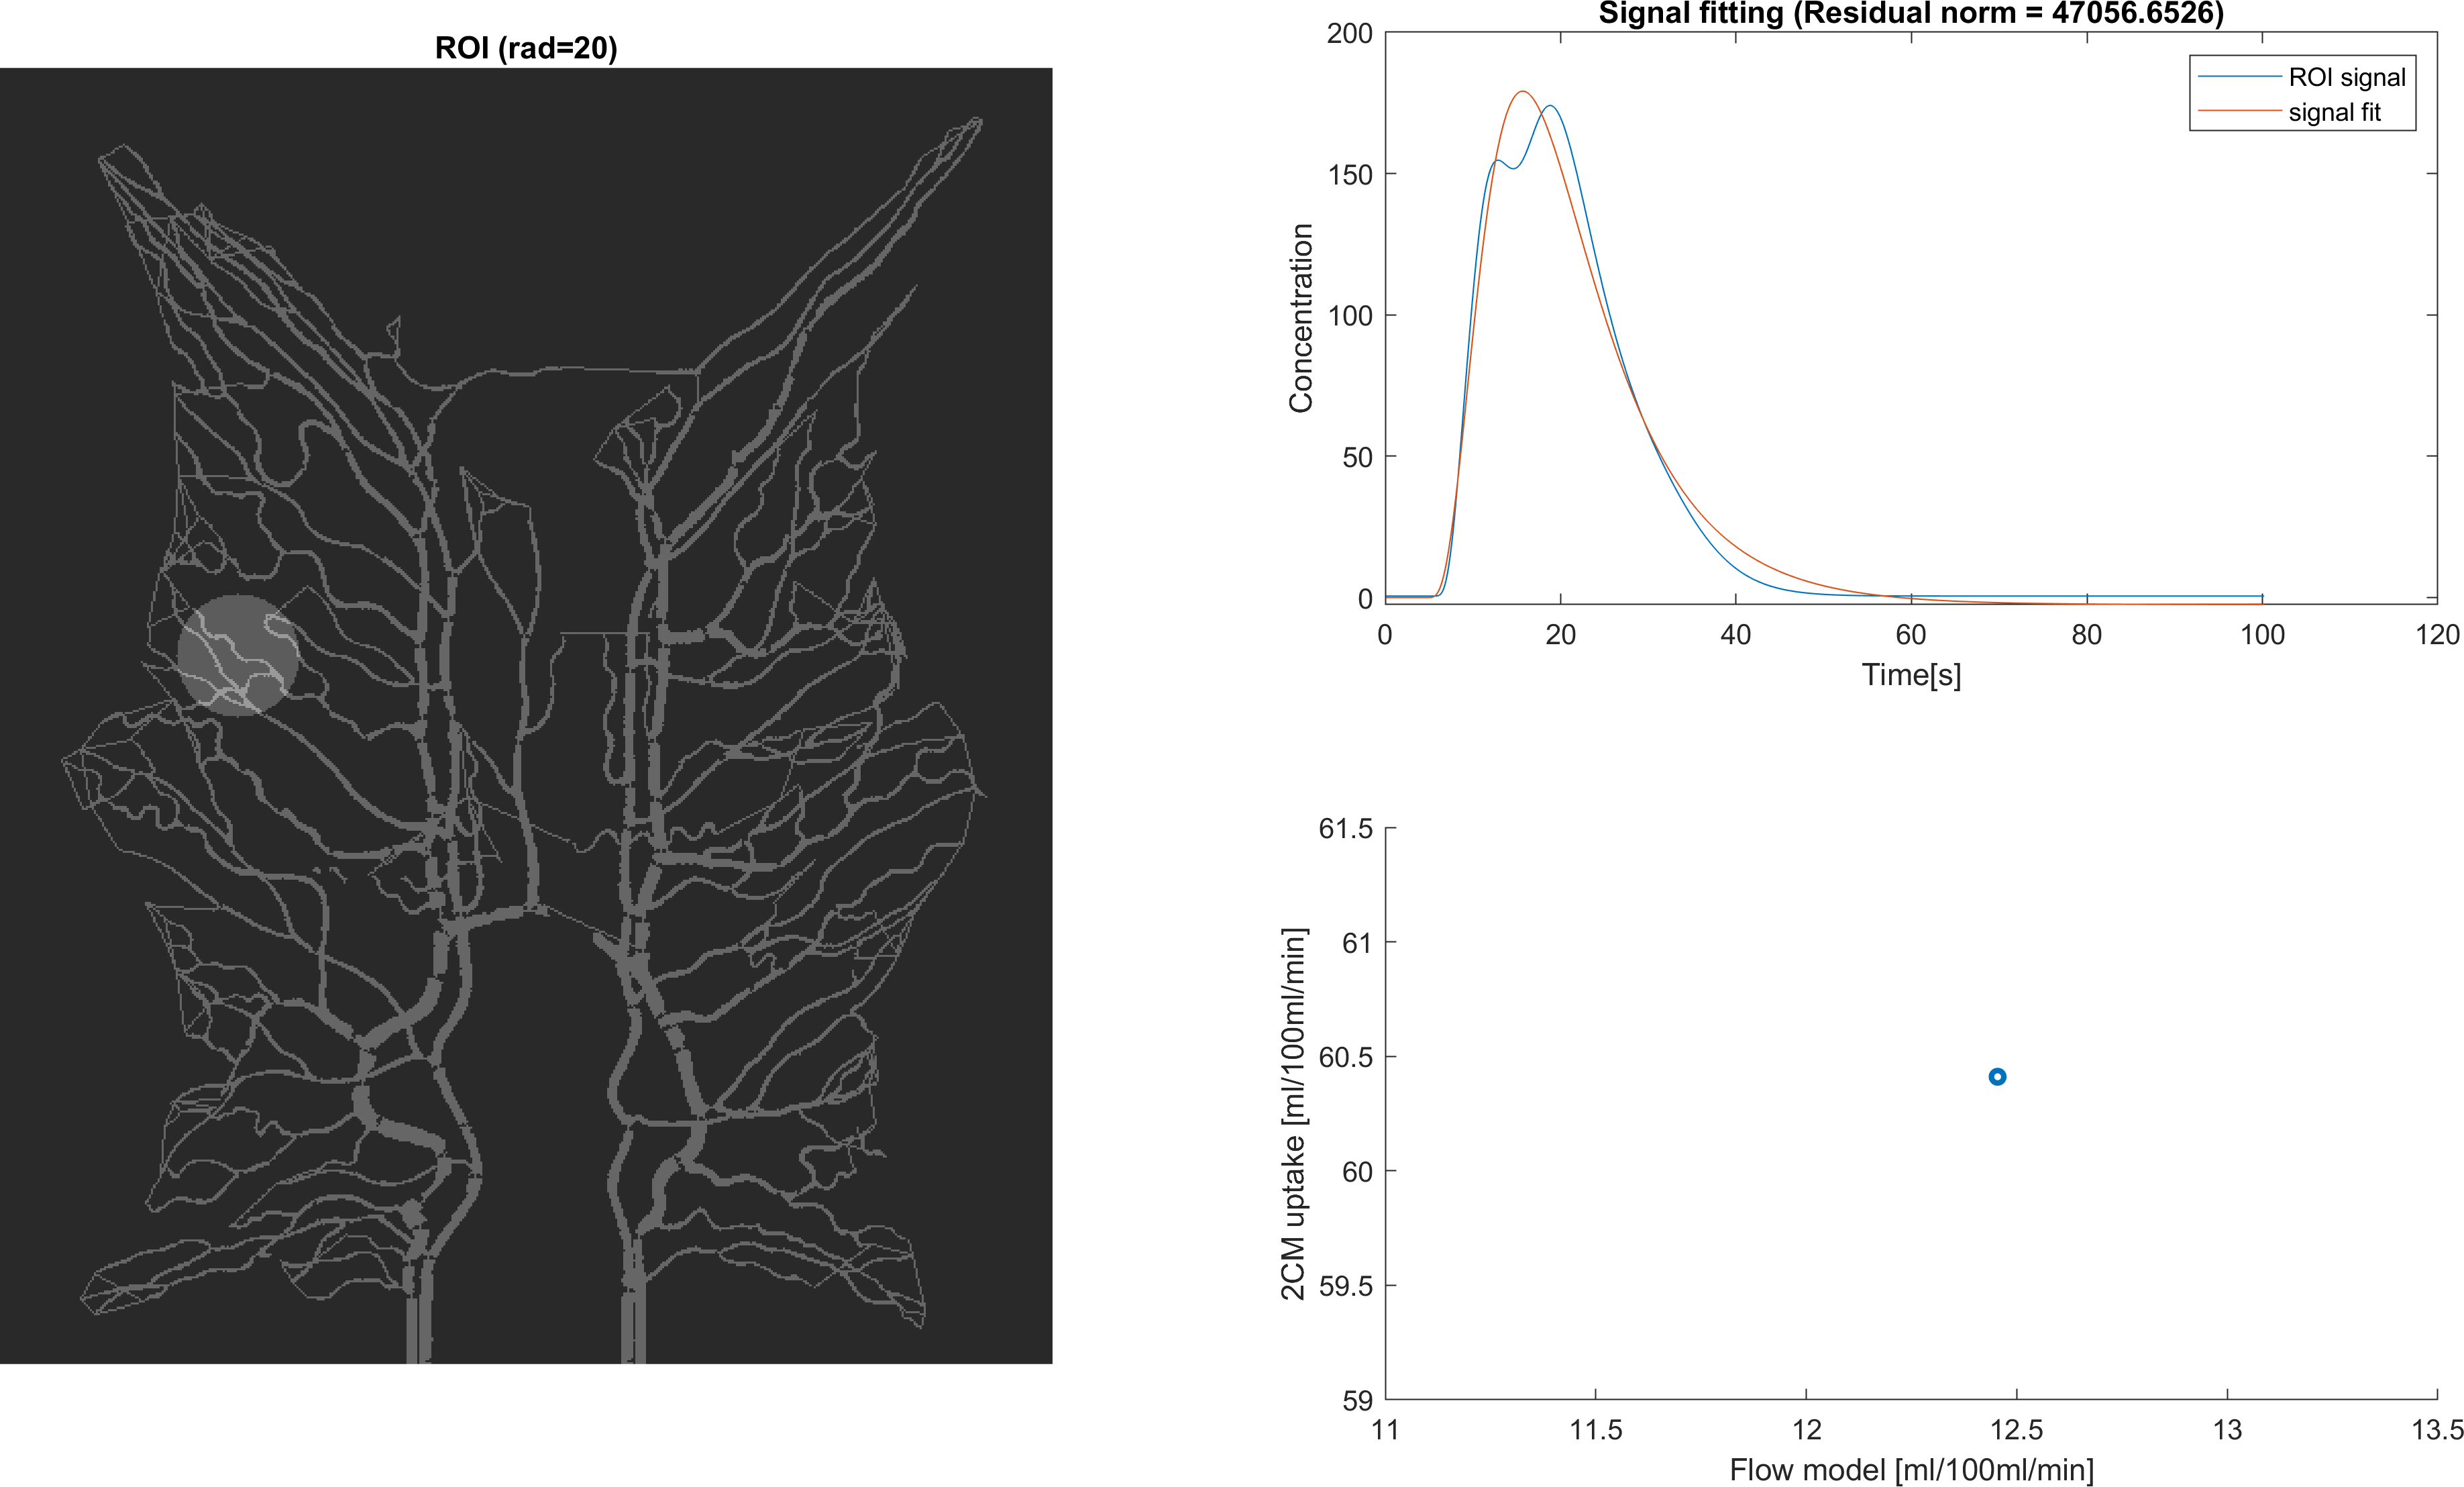 ROI (rad=20)
Signal fitting (Residual norm = 47056.6526)
200
150
100
50
0
Concentration
ROI signal
signal fit
0 20 40 60 80 100 120
Time[s]
61.5
61
60.5
60
59.5
59
2CM uptake [ml/100ml/min]
11 11.5 12 12.5 13 13.5
Flow model [ml/100ml/min]